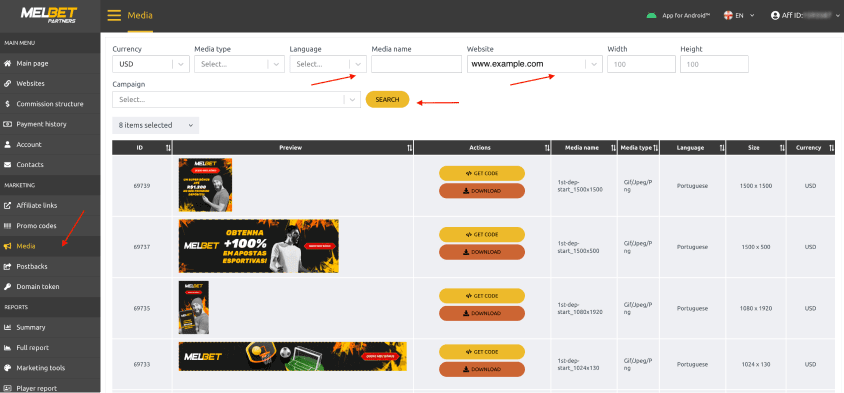 MELBET
PARTNERS
Media
App for Android™
EN
Aff ID:
MAIN MENU
Main page
Websites
Commission structure
Payment history
Account
Contacts
MARKETING
Affiliate links
Promo codes
Media
Postbacks
Domain token
REPORTS
Summary
Full report
Marketing tools
Player report
Currency Media type Language Media name Website Width Height
USD Select... Select... www.example.com 100 100
Campaign
Select... SEARCH
8 items selected
ID Preview Actions Media name Media type Language Size Currency
69739 GET CODE DOWNLOAD 1st-dep-start_1500x1500 Gif/Jpeg/Png Portuguese 1500 x 1500 USD
MELBET
R$1,200
69737 GET CODE DOWNLOAD 1st-dep-start_1500x500 Gif/Jpeg/Png Portuguese 1500 x 500 USD
MELBET
OBTENHA
+100%
EM APOSTAS
ESPORTIVAS!
69735 GET CODE DOWNLOAD 1st-dep-start_1080x1920 Gif/Jpeg/Png Portuguese 1080 x 1920 USD
MELBET
69733 GET CODE DOWNLOAD 1st-dep-start_1024x130 Gif/Jpeg/Png Portuguese 1024 x 130 USD
MELBET